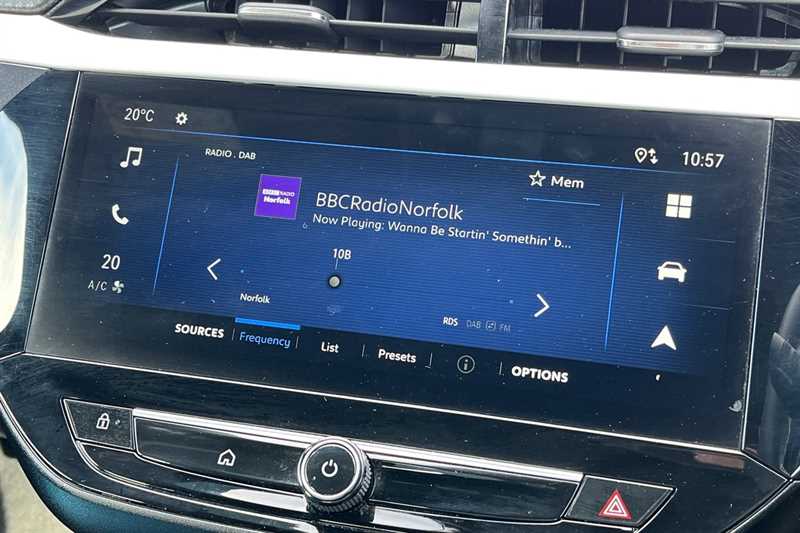 20°C
10:57
RADIO . DAB
Mem
BBC RADIO
Norfolk
BBCRadioNorfolk
Now Playing: Wanna Be Startin' Somethin' b...
10B
20
A/C
Norfolk
RDS DAB FM
SOURCES Frequency List Presets OPTIONS